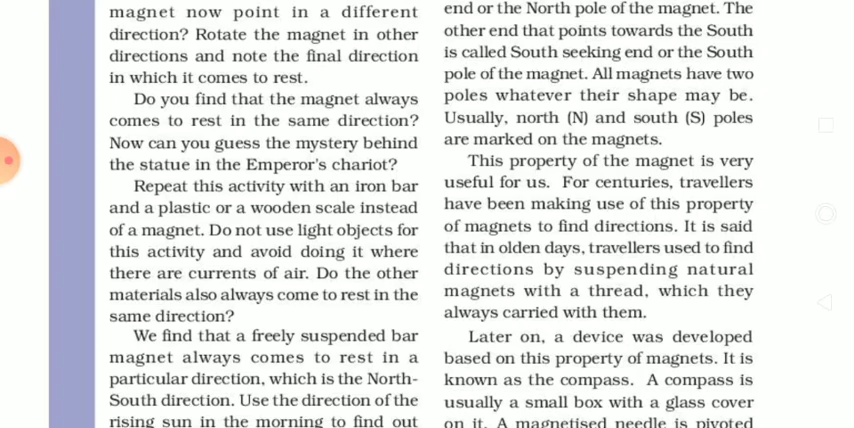 magnet now point in a different
direction? Rotate the magnet in other
directions and note the final direction
in which it comes to rest.
Do you find that the magnet always
comes to rest in the same direction?
Now can you guess the mystery behind
the statue in the Emperor's chariot?
Repeat this activity with an iron bar
and a plastic or a wooden scale instead
of a magnet. Do not use light objects for
this activity and avoid doing it where
there are currents of air. Do the other
materials also always come to rest in the
same direction?
We find that a freely suspended bar
magnet always comes to rest in a
particular direction, which is the North-
South direction. Use the direction of the
rising sun in the morning to find out
end or the North pole of the magnet. The
other end that points towards the South
is called South seeking end or the South
pole of the magnet. All magnets have two
poles whatever their shape may be.
Usually, north (N) and south (S) poles
are marked on the magnets.
This property of the magnet is very
useful for us. For centuries, travellers
have been making use of this property
of magnets to find directions. It is said
that in olden days, travellers used to find
directions by suspending natural
magnets with a thread, which they
always carried with them.
Later on, a device was developed
based on this property of magnets. It is
known as the compass. A compass is
usually a small box with a glass cover
on it. A magnetised needle is pivoted